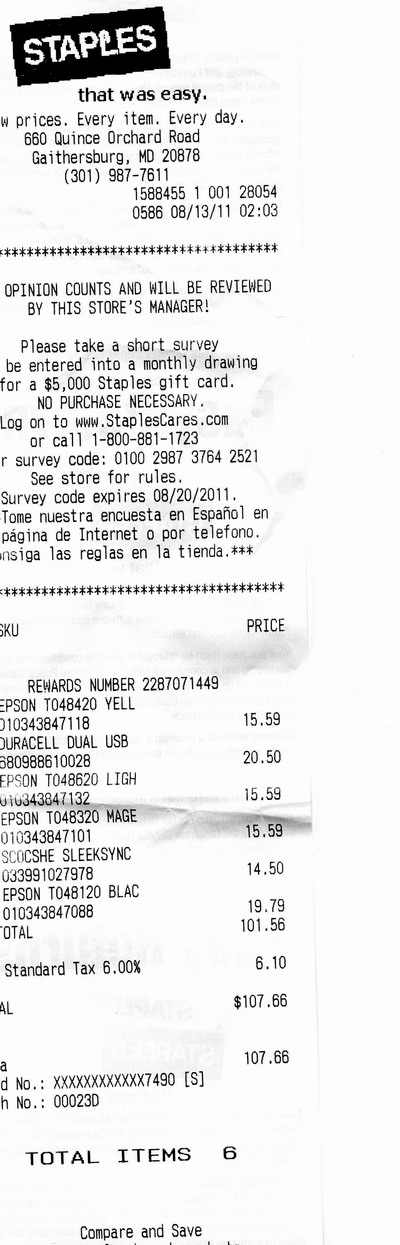 STAPLES
that was easy.
w prices. Every item. Every day.
660 Quince Orchard Road
Gaithersburg, MD 20878
(301) 987-7611
1588455 1 001 28054
0586 08/13/11 02:03
***************************************
OPINION COUNTS AND WILL BE REVIEWED
BY THIS STORE'S MANAGER!
Please take a short survey
be entered into a monthly drawing
for a $5,000 Staples gift card.
NO PURCHASE NECESSARY.
Log on to www.StaplesCares.com
or call 1-800-881-1723
r survey code: 0100 2987 3764 2521
See store for rules.
Survey code expires 08/20/2011.
Tome nuestra encuesta en Español en
página de Internet o por telefono.
nsiga las reglas en la tienda.***
***************************************
SKU PRICE
REWARDS NUMBER 2287071449
EPSON T048420 YELL
010343847118 15.59
DURACELL DUAL USB
680988610028 20.50
EPSON T048620 LIGH
010343847132 15.59
EPSON T048320 MAGE
010343847101 15.59
SCOCSHE SLEEKSYNC
033991027978 14.50
EPSON T048120 BLAC
010343847088 19.79
TOTAL 101.56
Standard Tax 6.00% 6.10
AL $107.66
a 107.66
d No.: XXXXXXXXXXXX7490 [S]
h No.: 00023D
TOTAL ITEMS 6
Compare and Save